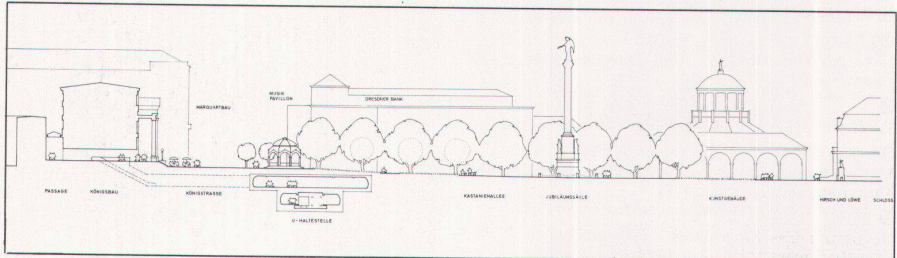 MARQUARTBAU
MUSIK
PAVILLON
DRESDNER BANK
PASSAGE
KÖNIGSBAU
KÖNIGSTRASSE
U-HALTESTELLE
KASTANIENALLEE
JUBILÄUMSSÄULE
KUNSTGEBÄUDE
HIRSCH UND LÖWE
SCHLOSS